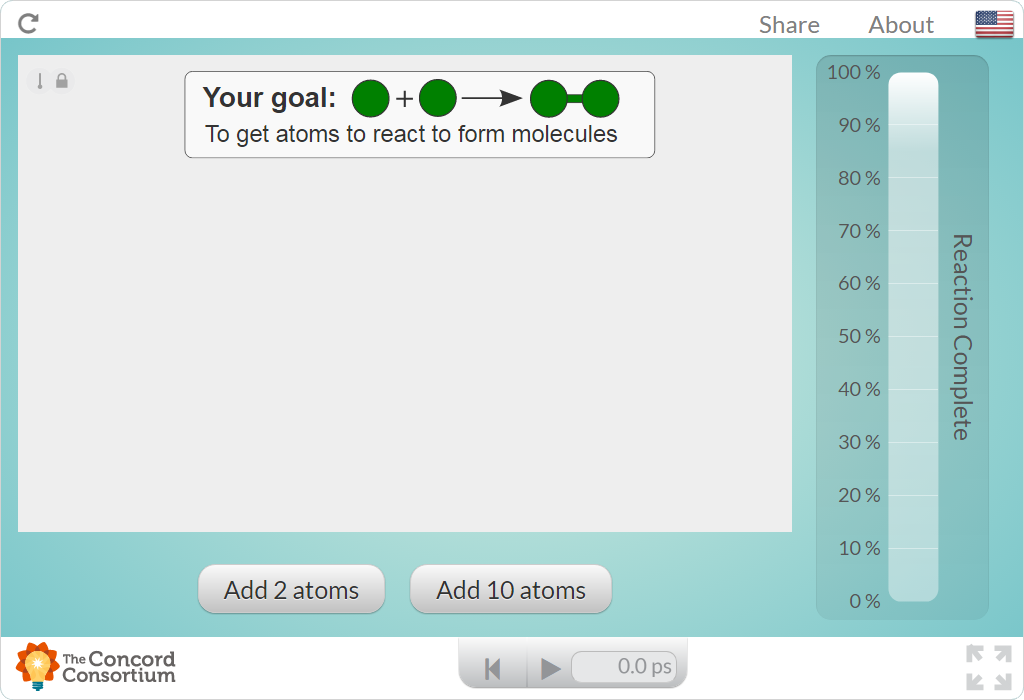 Share
About
Your goal: +
To get atoms to react to form molecules
100 %
90 %
80 %
70 %
60 %
50 %
40 %
30 %
20 %
10 %
0 %
Reaction Complete
Add 2 atoms
Add 10 atoms
The Concord
Consortium
0.0 ps